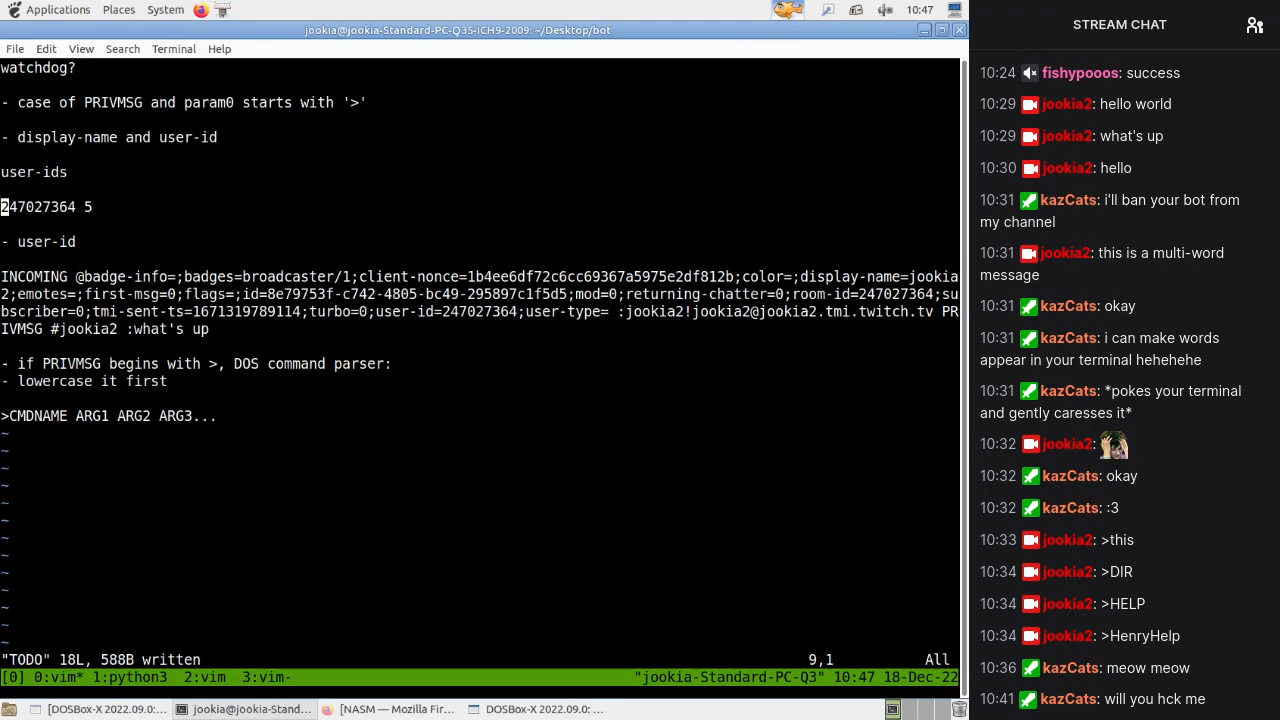 Applications Places System 10:47
jookia@jookia-Standard-PC-Q35-ICH9-2009: ~/Desktop/bot
File Edit View Search Terminal Help
watchdog?
- case of PRIVMSG and param0 starts with '>'
- display-name and user-id
user-ids
247027364 5
- user-id
INCOMING @badge-info=;badges=broadcaster/1;client-nonce=1b4ee6df72c6cc69367a5975e2df812b;color=;display-name=jookia
2;emotes=;first-msg=0;flags=;id=8e79753f-c742-4805-bc49-295897c1f5d5;mod=0;returning-chatter=0;room-id=247027364;su
bscriber=0;tmi-sent-ts=1671319789114;turbo=0;user-id=247027364;user-type= :jookia2!jookia2@jookia2.tmi.twitch.tv PR
IVMSG #jookia2 :what's up
- if PRIVMSG begins with >, DOS command parser:
- lowercase it first
>CMDNAME ARG1 ARG2 ARG3...
~
~
~
~
~
~
~
~
~
~
~
~
~
"TODO" 18L, 588B written 9,1 All
[0] 0:vim* 1:python3 2:vim 3:vim- "jookia-Standard-PC-Q3" 10:47 18-Dec-22
[DOSBox-X 2022.09.0:... jookia@jookia-Stand... [NASM — Mozilla Fir... DOSBox-X 2022.09.0: ...
STREAM CHAT
10:24 fishypooos: success
10:29 jookia2: hello world
10:29 jookia2: what's up
10:30 jookia2: hello
10:31 kazCats: i'll ban your bot from
my channel
10:31 jookia2: this is a multi-word
message
10:31 kazCats: okay
10:31 kazCats: i can make words
appear in your terminal hehehehe
10:31 kazCats: *pokes your terminal
and gently caresses it*
10:32 jookia2:
10:32 kazCats: okay
10:32 kazCats: :3
10:33 jookia2: >this
10:34 jookia2: >DIR
10:34 jookia2: >HELP
10:34 jookia2: >HenryHelp
10:36 kazCats: meow meow
10:41 kazCats: will you hck me